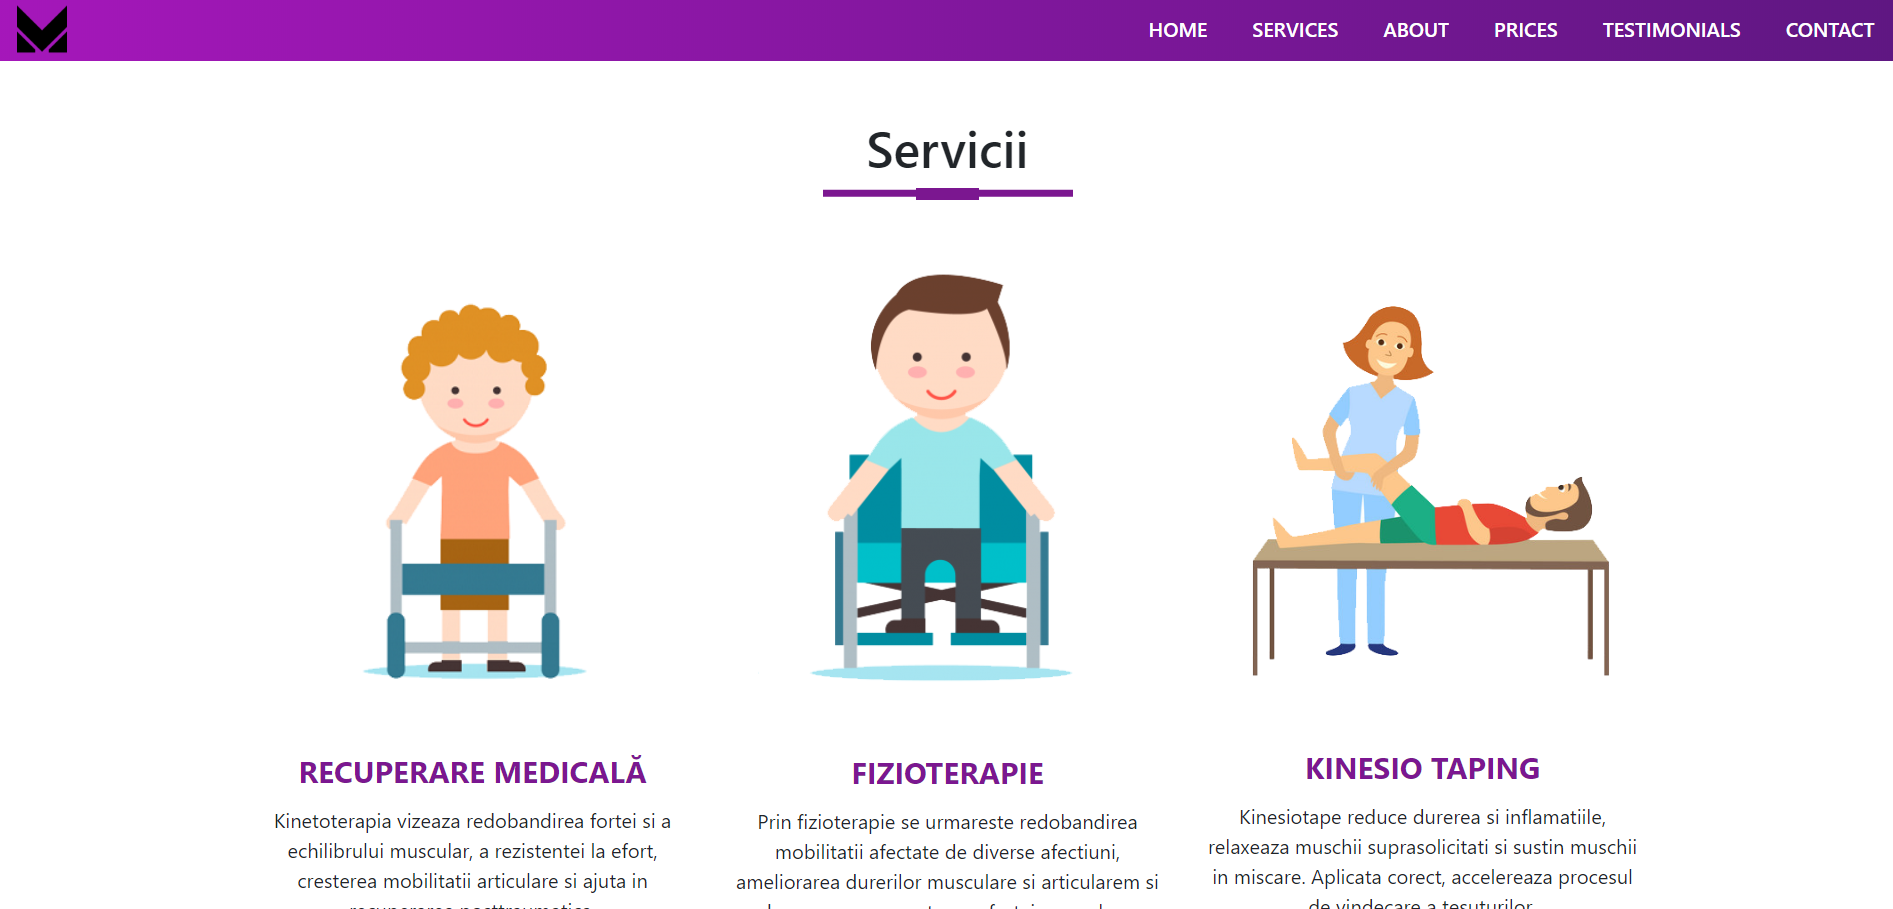 HOME SERVICES ABOUT PRICES TESTIMONIALS CONTACT
Servicii
RECUPERARE MEDICALĂ
Kinetoterapia vizeaza redobandirea fortei si a
echilibrului muscular, a rezistentei la efort,
cresterea mobilitatii articulare si ajuta in
recuperarea posttraumatica.
FIZIOTERAPIE
Prin fizioterapie se urmareste redobandirea
mobilitatii afectate de diverse afectiuni,
ameliorarea durerilor musculare si articularem si
KINESIO TAPING
Kinesiotape reduce durerea si inflamatiile,
relaxeaza muschii suprasolicitati si sustin muschii
in miscare. Aplicata corect, accelereaza procesul
de vindecare a tesuturilor